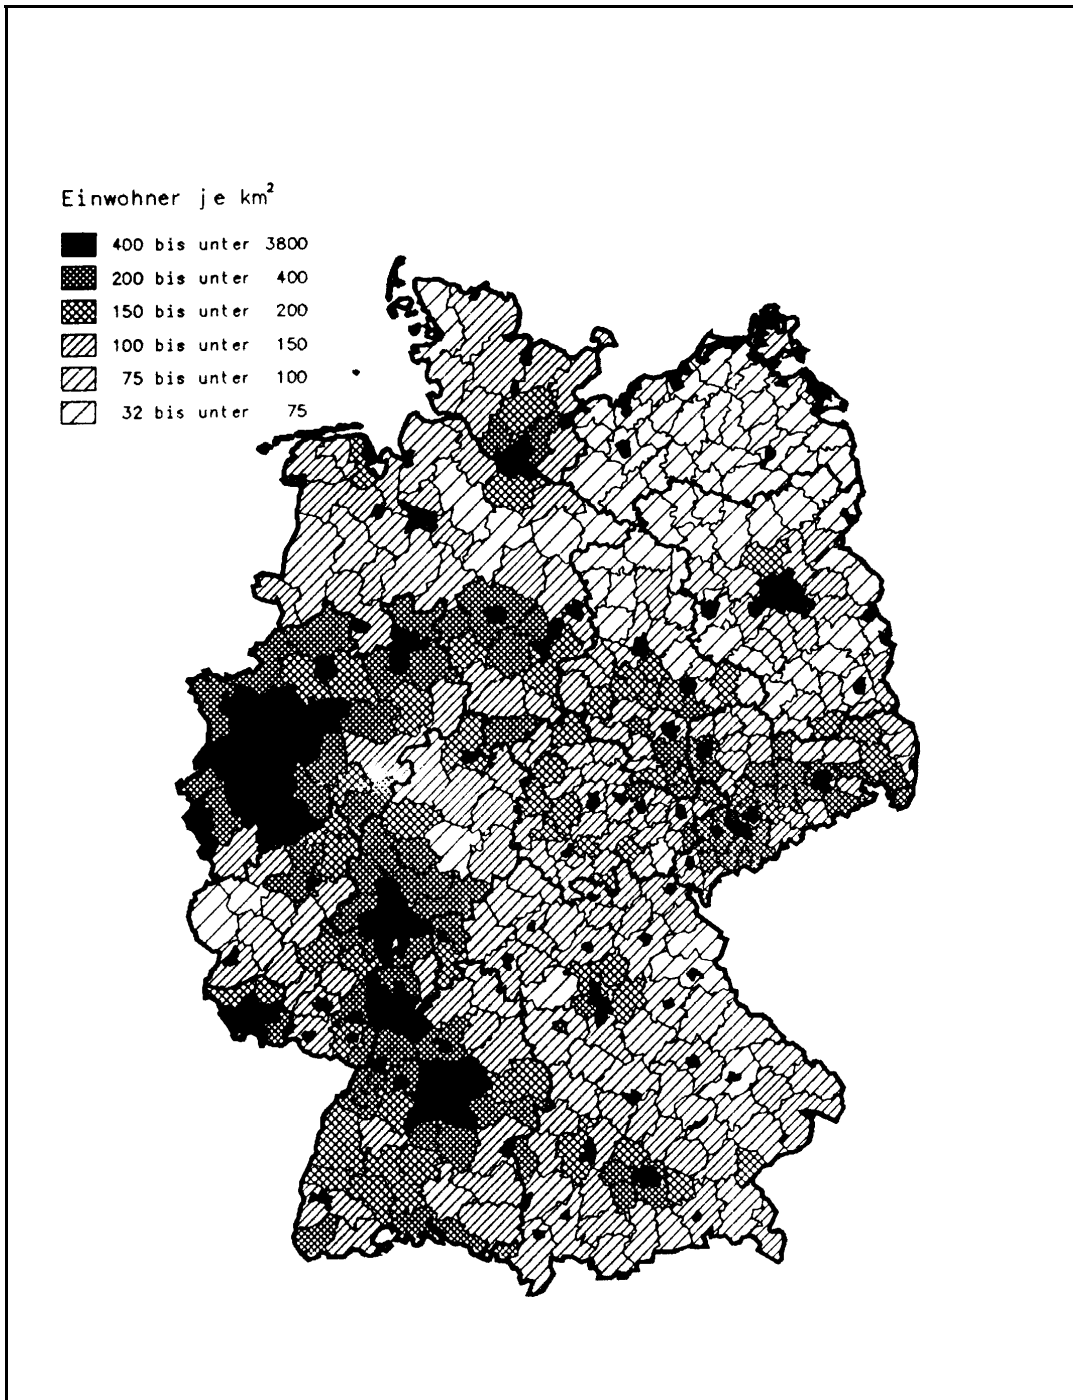 Einwohner je km²
400 bis unter 3800
200 bis unter 400
150 bis unter 200
100 bis unter 150
75 bis unter 100
32 bis unter 75